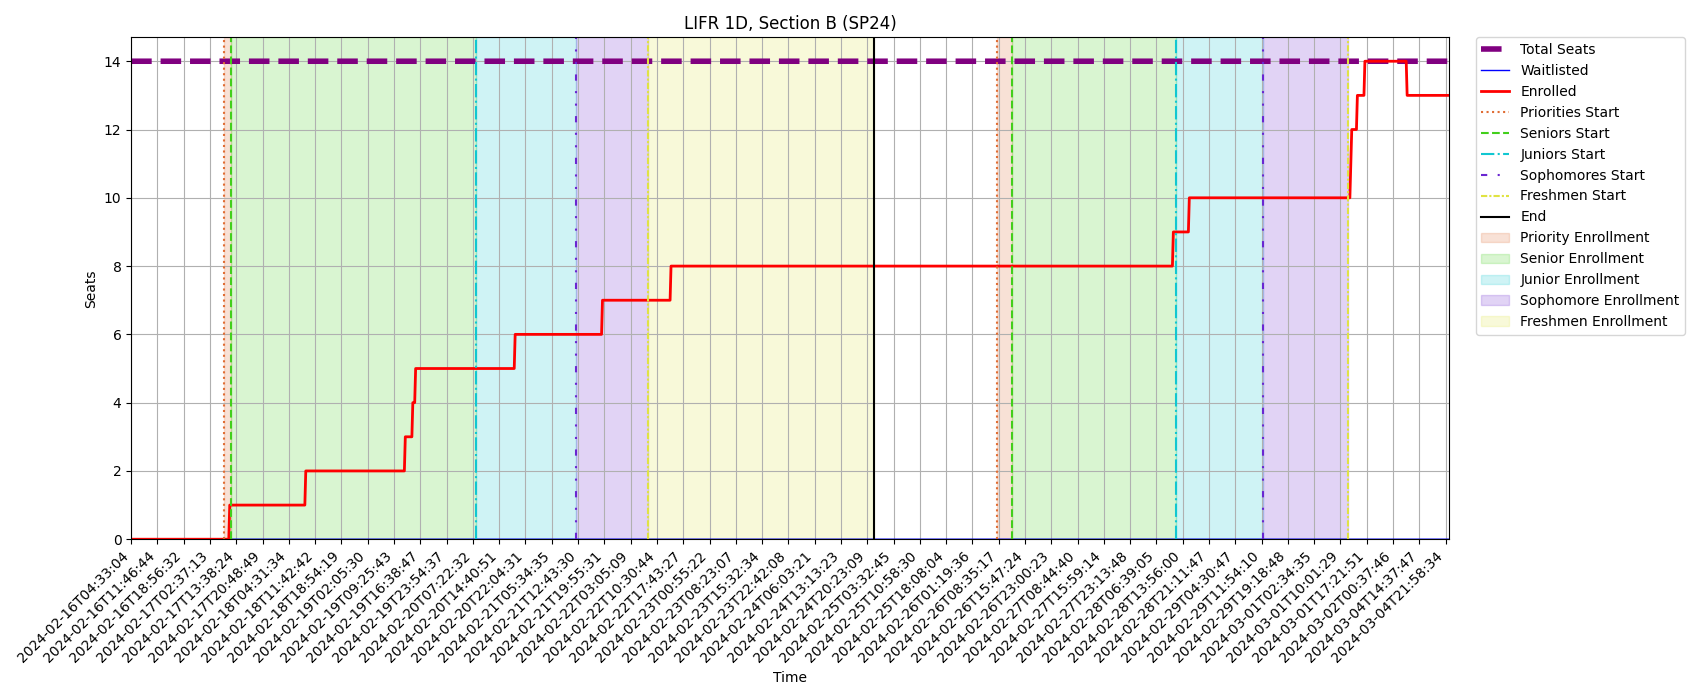 LIFR 1D, Section B (SP24)
Seats
14
12
10
8
6
4
2
0
2024-02-16T04:33:04
2024-02-16T11:46:44
2024-02-16T18:56:32
2024-02-17T02:37:13
2024-02-17T13:38:24
2024-02-17T20:48:49
2024-02-18T04:31:34
2024-02-18T11:42:42
2024-02-18T18:54:19
2024-02-19T02:05:30
2024-02-19T09:25:43
2024-02-19T16:38:47
2024-02-19T23:54:37
2024-02-20T07:22:32
2024-02-20T14:40:51
2024-02-20T22:04:31
2024-02-21T05:34:35
2024-02-21T12:43:30
2024-02-21T19:55:31
2024-02-22T03:05:09
2024-02-22T10:30:44
2024-02-22T17:43:27
2024-02-23T00:55:22
2024-02-23T08:23:07
2024-02-23T15:32:34
2024-02-23T22:42:08
2024-02-24T06:03:21
2024-02-24T13:13:23
2024-02-24T20:23:09
2024-02-25T03:32:45
2024-02-25T10:58:30
2024-02-25T18:08:04
2024-02-26T01:19:36
2024-02-26T08:35:17
2024-02-26T15:47:24
2024-02-26T23:00:23
2024-02-27T08:44:40
2024-02-27T15:59:14
2024-02-27T23:13:48
2024-02-28T06:39:05
2024-02-28T13:56:00
2024-02-28T21:11:47
2024-02-29T04:30:47
2024-02-29T11:54:10
2024-02-29T19:18:48
2024-03-01T02:34:35
2024-03-01T10:01:29
2024-03-01T17:21:51
2024-03-02T00:37:46
2024-03-04T14:37:47
2024-03-04T21:58:34
Time
Total Seats
Waitlisted
Enrolled
Priorities Start
Seniors Start
Juniors Start
Sophomores Start
Freshmen Start
End
Priority Enrollment
Senior Enrollment
Junior Enrollment
Sophomore Enrollment
Freshmen Enrollment